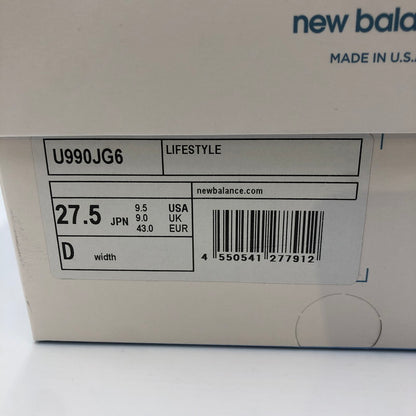 new bala
MADE IN U.S.A
U990JG6 LIFESTYLE
newbalance.com
27.5 JPN 9.5 USA
9.0 UK
43.0 EUR
D width
4 550541 277912